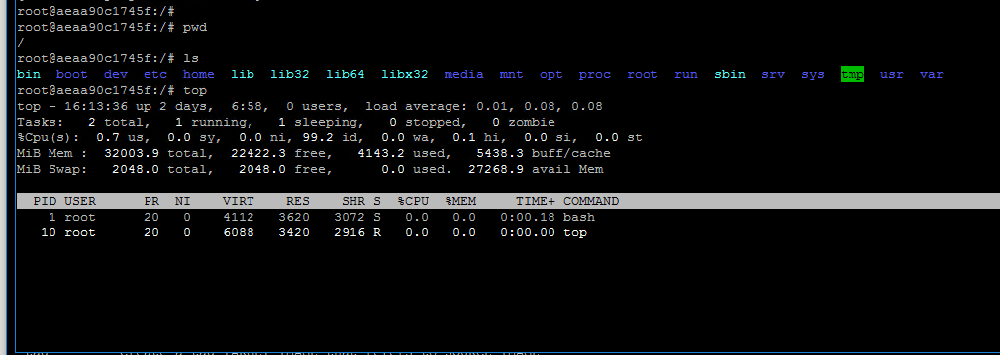 root@aeaa90c1745f:/#
root@aeaa90c1745f:/# pwd
/
root@aeaa90c1745f:/# ls
bin  boot  dev  etc  home  lib  lib32  lib64  libx32  media  mnt  opt  proc  root  run  sbin  srv  sys  tmp  usr  var
root@aeaa90c1745f:/# top
top - 16:13:36 up 2 days,  6:58,  0 users,  load average: 0.01, 0.08, 0.08
Tasks:   2 total,   1 running,   1 sleeping,   0 stopped,   0 zombie
%Cpu(s):  0.7 us,  0.0 sy,  0.0 ni, 99.2 id,  0.0 wa,  0.1 hi,  0.0 si,  0.0 st
MiB Mem :  32003.9 total,  22422.3 free,   4143.2 used,   5438.3 buff/cache
MiB Swap:   2048.0 total,   2048.0 free,      0.0 used.  27268.9 avail Mem
PID USER      PR  NI    VIRT    RES    SHR S  %CPU  %MEM     TIME+ COMMAND
1 root      20   0    4112   3620   3072 S   0.0   0.0   0:00.18 bash
10 root      20   0    6088   3420   2916 R   0.0   0.0   0:00.00 top